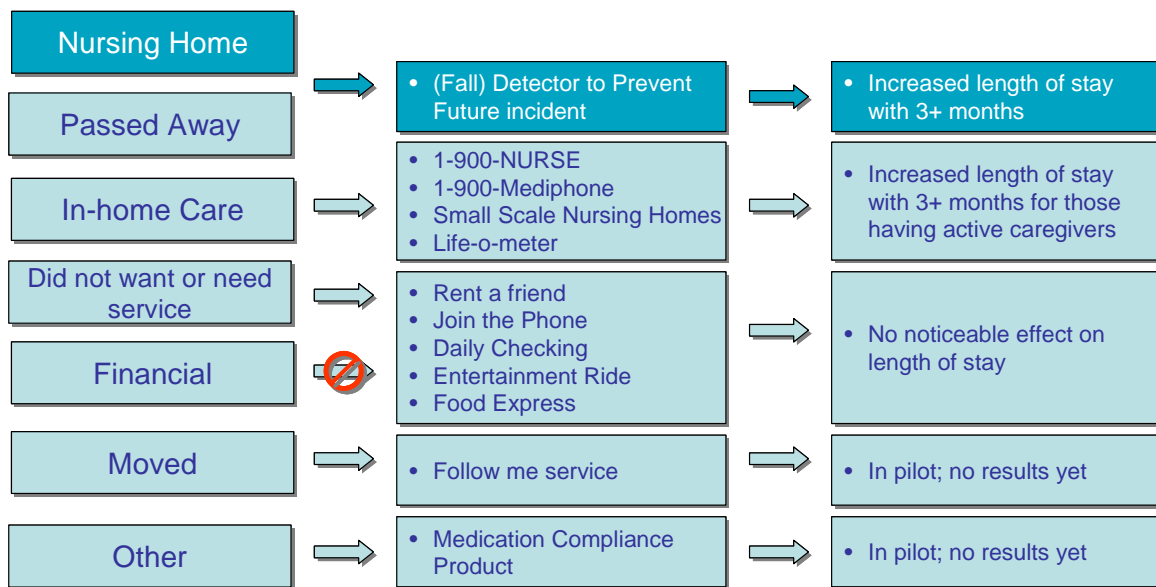 Nursing Home
Passed Away
In-home Care
Did not want or need
service
Financial
Moved
Other
• (Fall) Detector to Prevent
Future incident
• 1-900-NURSE
• 1-900-Mediphone
• Small Scale Nursing Homes
• Life-o-meter
• Rent a friend
• Join the Phone
• Daily Checking
• Entertainment Ride
• Food Express
• Follow me service
• Medication Compliance
Product
• Increased length of stay
with 3+ months
• Increased length of stay
with 3+ months for those
having active caregivers
• No noticeable effect on
length of stay
• In pilot; no results yet
• In pilot; no results yet